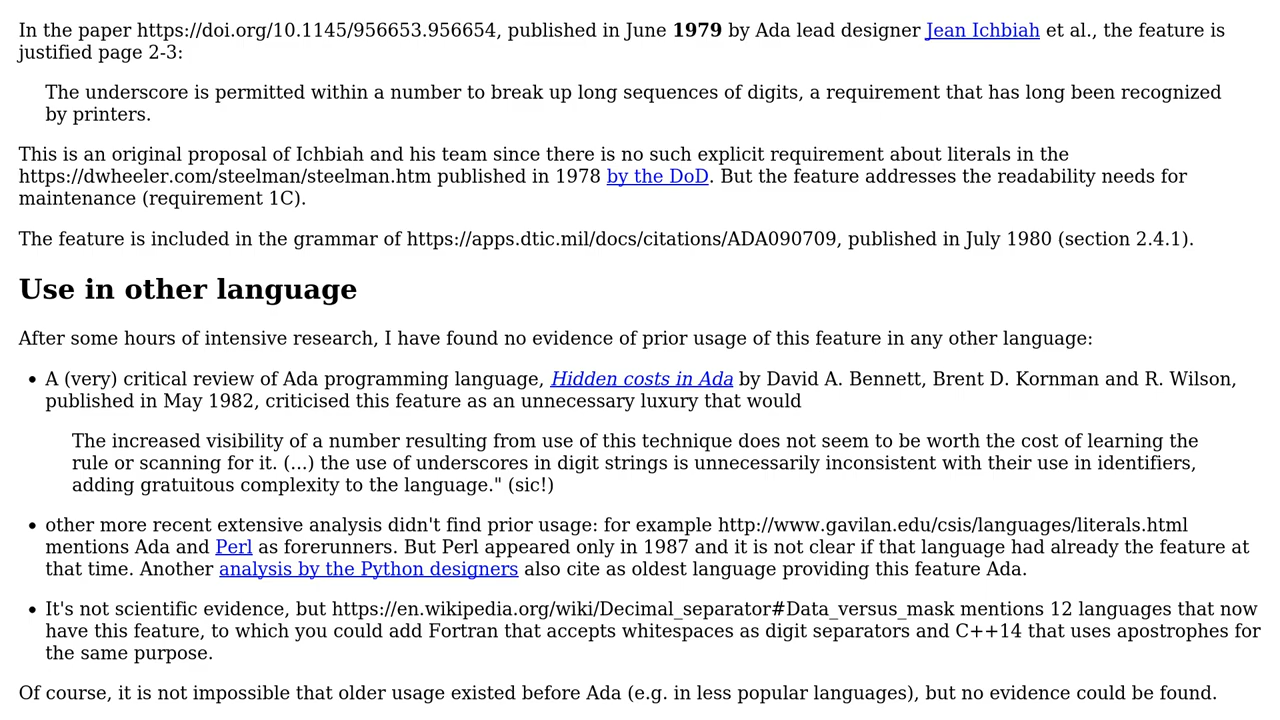 In the paper https://doi.org/10.1145/956653.956654, published in June 1979 by Ada lead designer Jean Ichbiah et al., the feature is
justified page 2-3:
The underscore is permitted within a number to break up long sequences of digits, a requirement that has long been recognized
by printers.
This is an original proposal of Ichbiah and his team since there is no such explicit requirement about literals in the
https://dwheeler.com/steelman/steelman.htm published in 1978 by the DoD. But the feature addresses the readability needs for
maintenance (requirement 1C).
The feature is included in the grammar of https://apps.dtic.mil/docs/citations/ADA090709, published in July 1980 (section 2.4.1).
Use in other language
After some hours of intensive research, I have found no evidence of prior usage of this feature in any other language:
• A (very) critical review of Ada programming language, Hidden costs in Ada by David A. Bennett, Brent D. Kornman and R. Wilson,
published in May 1982, criticised this feature as an unnecessary luxury that would
The increased visibility of a number resulting from use of this technique does not seem to be worth the cost of learning the
rule or scanning for it. (...) the use of underscores in digit strings is unnecessarily inconsistent with their use in identifiers,
adding gratuitous complexity to the language." (sic!)
• other more recent extensive analysis didn't find prior usage: for example http://www.gavilan.edu/csis/languages/literals.html
mentions Ada and Perl as forerunners. But Perl appeared only in 1987 and it is not clear if that language had already the feature at
that time. Another analysis by the Python designers also cite as oldest language providing this feature Ada.
• It's not scientific evidence, but https://en.wikipedia.org/wiki/Decimal_separator#Data_versus_mask mentions 12 languages that now
have this feature, to which you could add Fortran that accepts whitespaces as digit separators and C++14 that uses apostrophes for
the same purpose.
Of course, it is not impossible that older usage existed before Ada (e.g. in less popular languages), but no evidence could be found.